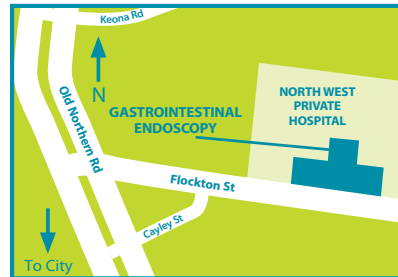 Keona Rd
N
Old Northern Rd
GASTROINTESTINAL
ENDOSCOPY
NORTH WEST
PRIVATE
HOSPITAL
Flockton St
Cayley St
To City